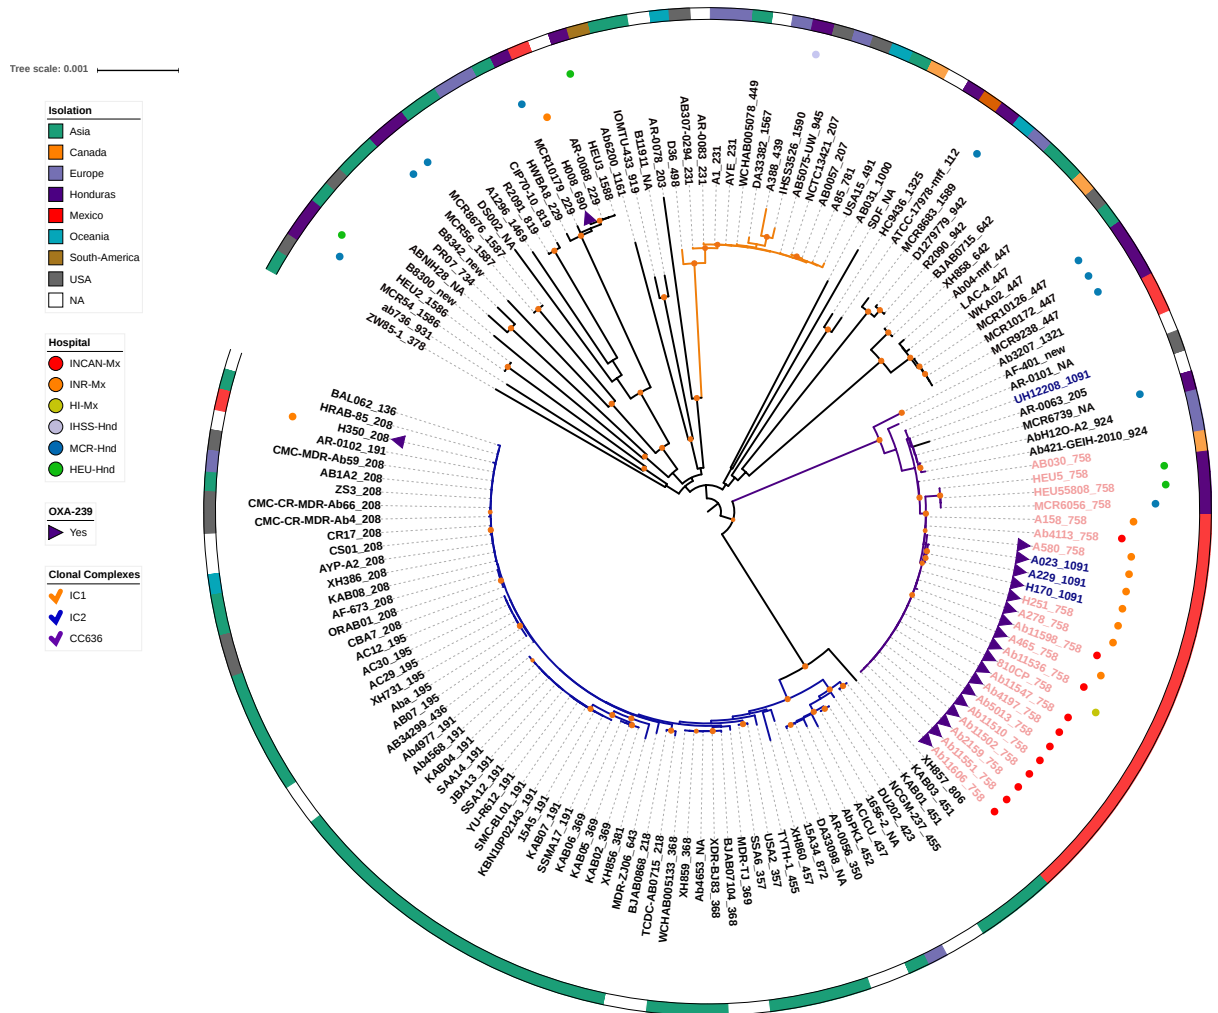 Tree scale: 0.001
Isolation
Asia
Canada
Europe
Honduras
Mexico
Oceania
South-America
USA
NA
Hospital
INCAN-Mx
INR-Mx
HI-Mx
IHSS-Hnd
MCR-Hnd
HEU-Hnd
OXA-239
Yes
Clonal Complexes
IC1
IC2
CC636
ZW85-1_378
ab736_931
MCR54_1586
HEU2_1586
B8300_new
ABNIH28_NA
PR07_734
B8342_new
MCR56_1587
MCR8676_1587
DS002_NA
A1296_1469
R2091_819
CIP70-10_819
HWBA8_229
MCR10179_229
H008_690
AR-0088_229
HEU3_1588
Ab6200_1161
IOMTU-433_919
B11911_NA
AR-0078_203
D36_498
AB307-0294_231
AR-0083_231
A1_231
AYE_231
WCHAB005078_449
DA33382_1567
A388_439
IHSS3526_1590
AB5075-UW_945
NCTC13421_207
AB0057_207
A85_781
USA15_491
AB031_1000
SDF_NA
HC9436_1325
ATCC-17978-mff_112
MCR8683_1589
D1279779_942
R2090_942
BJAB0715_642
XH858_642
Ab04-mff_447
LAC-4_447
WKA02_447
MCR10126_447
MCR10172_447
MCR9238_447
Ab3207_1321
AF-401_new
AR-0101_NA
UH12208_1091
AR-0063_205
MCR6739_NA
AbH12O-A2_924
Ab421-GEIH-2010_924
AB030_758
HEU5_758
HEU55808_758
MCR6056_758
A158_758
Ab4113_758
A580_758
A023_1091
A229_1091
H170_1091
H251_758
A278_758
Ab11598_758
A465_758
Ab11536_758
810CP_758
Ab11547_758
Ab4197_758
Ab5013_758
Ab11510_758
Ab11502_758
Ab2159_758
Ab11551_758
Ab11606_758
XH857_806
KAB03_451
KAB01_451
NCGM-237_455
DU202_423
1656-2_NA
ACICU_437
AbPK1_452
AR-0056_350
DA33098_NA
15A34_872
XH860_457
TYTH-1_455
USA2_357
SSA6_357
MDR-TJ_369
BJAB07104_368
XDR-BJ83_368
Ab4653_NA
XH859_368
WCHAB005133_368
TCDC-AB0715_218
BJAB0868_218
MDR-ZJ06_643
XH856_381
KAB02_369
KAB05_369
KAB06_369
SSMA17_191
KAB07_191
15A5_191
KBN10P02143_191
SMC-BL01_191
YU-R612_191
SSA12_191
JBA13_191
SAA14_191
KAB04_191
Ab4568_191
Ab4977_191
AB34299_436
AB07_195
Aba_195
XH731_195
AC29_195
AC30_195
AC12_195
CBA7_208
ORAB01_208
AF-673_208
KAB08_208
XH386_208
AYP-A2_208
CS01_208
CR17_208
CMC-CR-MDR-Ab4_208
CMC-CR-MDR-Ab66_208
ZS3_208
AB1A2_208
CMC-MDR-Ab59_208
AR-0102_191
H350_208
HRAB-85_208
BAL062_136